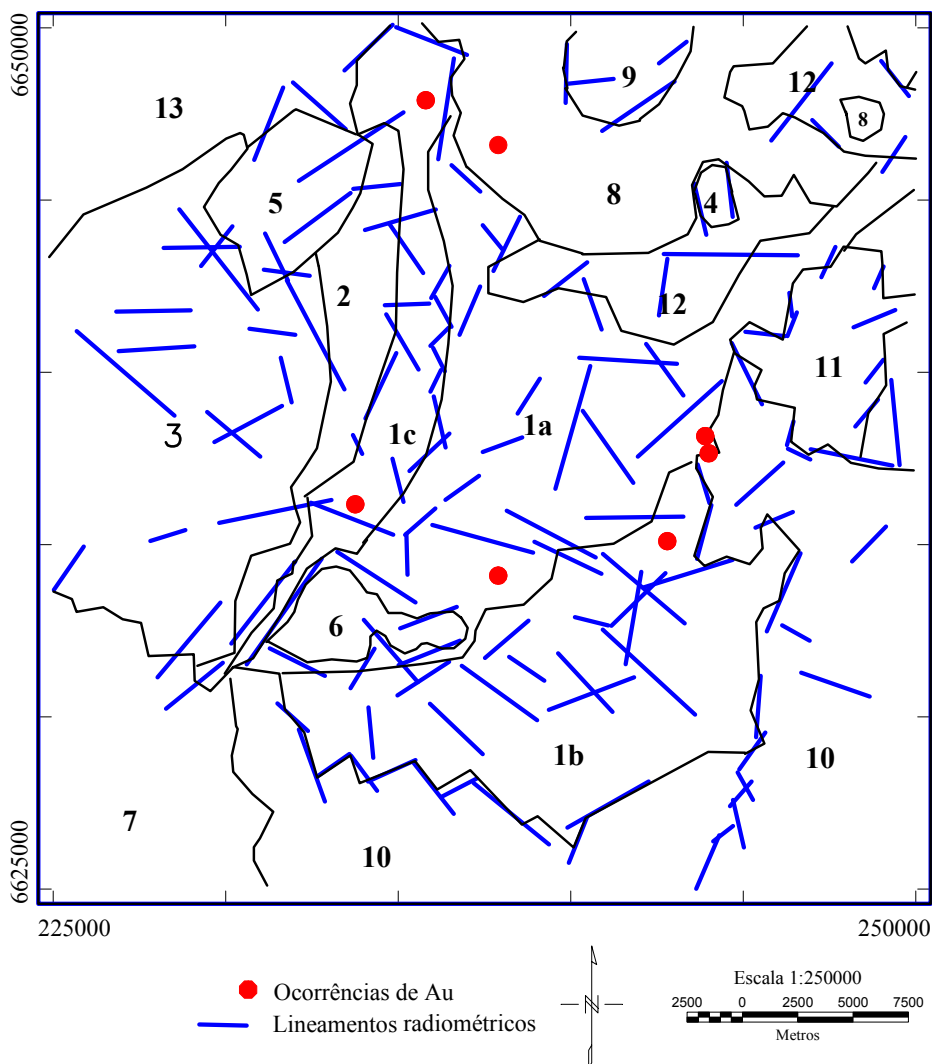 6650000
9
12
13
8
5
8
4
2
12
11
1a
1c
3
6
1b
10
7
10
6625000
225000
250000
Ocorrências de Au
Lineamentos radiométricos
Escala 1:250000
2500 0 2500 5000 7500
Metros